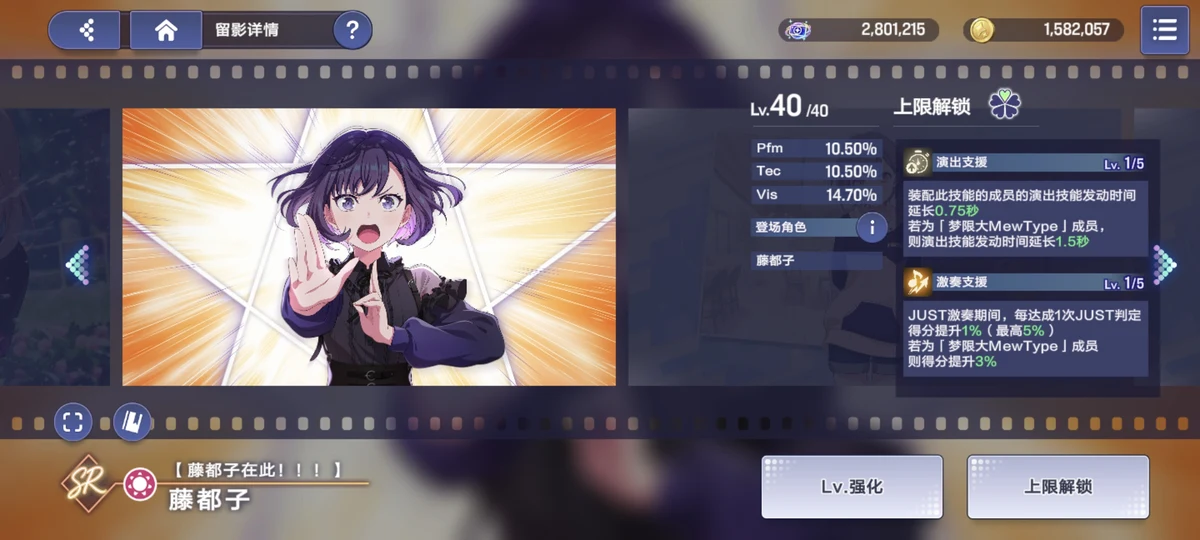 留影详情
?
2,801,215
1,582,057
Lv.40/40
上限解锁
Pfm 10.50%
Tec 10.50%
Vis 14.70%
登场角色
i
藤都子
演出支援 Lv. 1/5
装配此技能的成员的演出技能发动时间
延长0.75秒
若为「梦限大MewType」成员，
则演出技能发动时间延长1.5秒
激奏支援 Lv. 1/5
JUST激奏期间，每达成1次JUST判定
得分提升1%（最高5%）
若为「梦限大MewType」成员
则得分提升3%
SR
【藤都子在此！！！】
藤都子
Lv.强化
上限解锁